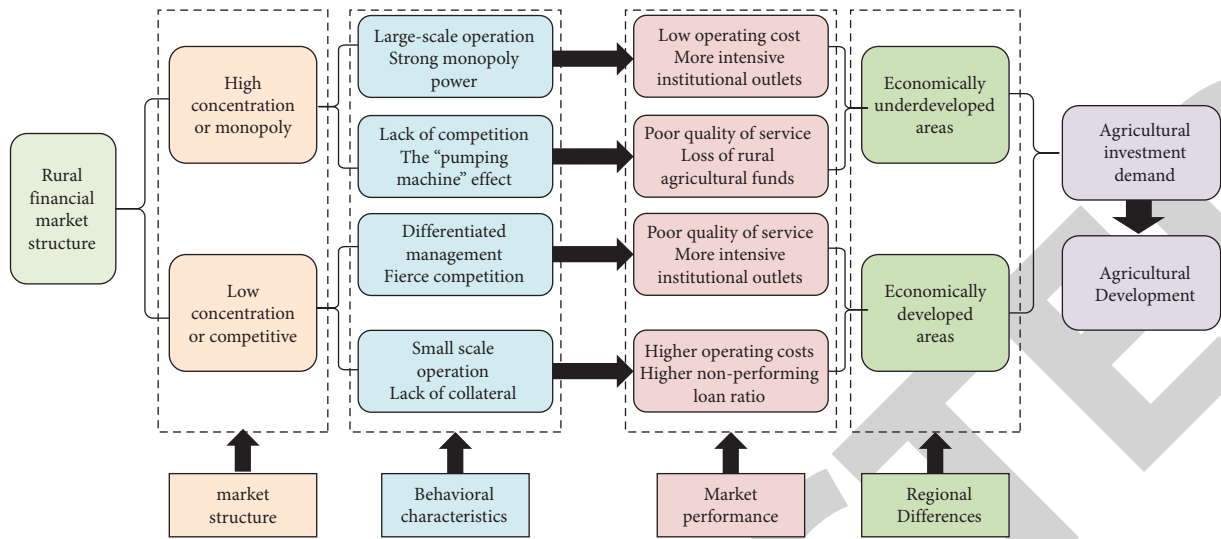 Rural
financial
market
structure
High
concentration
or monopoly
Low
concentration
or competitive
Large-scale operation
Strong monopoly
power
Lack of competition
The “pumping
machine” effect
Differentiated
management
Fierce competition
Small scale
operation
Lack of collateral
Low operating cost
More intensive
institutional outlets
Poor quality of service
Loss of rural
agricultural funds
Poor quality of service
More intensive
institutional outlets
Higher operating costs
Higher non-performing
loan ratio
Economically
underdeveloped
areas
Economically
developed
areas
Agricultural
investment
demand
Agricultural
Development
market
structure
Behavioral
characteristics
Market
performance
Regional
Differences